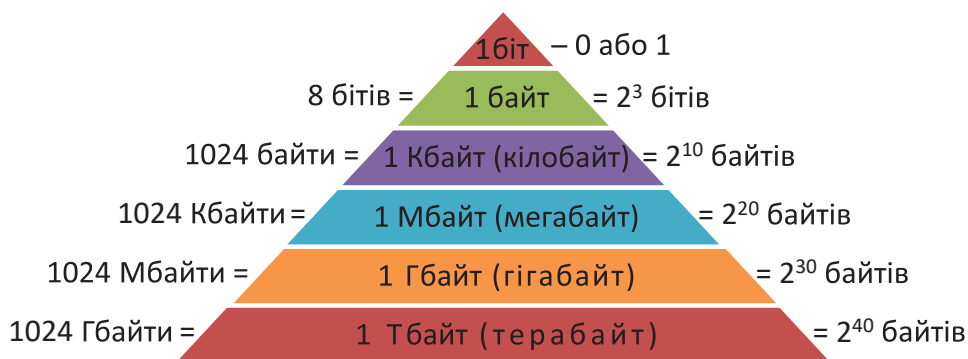 1біт – 0 або 1
8 бітів = 1 байт = 2³ бітів
1024 байти = 1 Кбайт (кілобайт) = 2¹⁰ байтів
1024 Кбайти = 1 Мбайт (мегабайт) = 2²⁰ байтів
1024 Мбайти = 1 Гбайт (гігабайт) = 2³⁰ байтів
1024 Гбайти = 1 Тбайт (терабайт) = 2⁴⁰ байтів